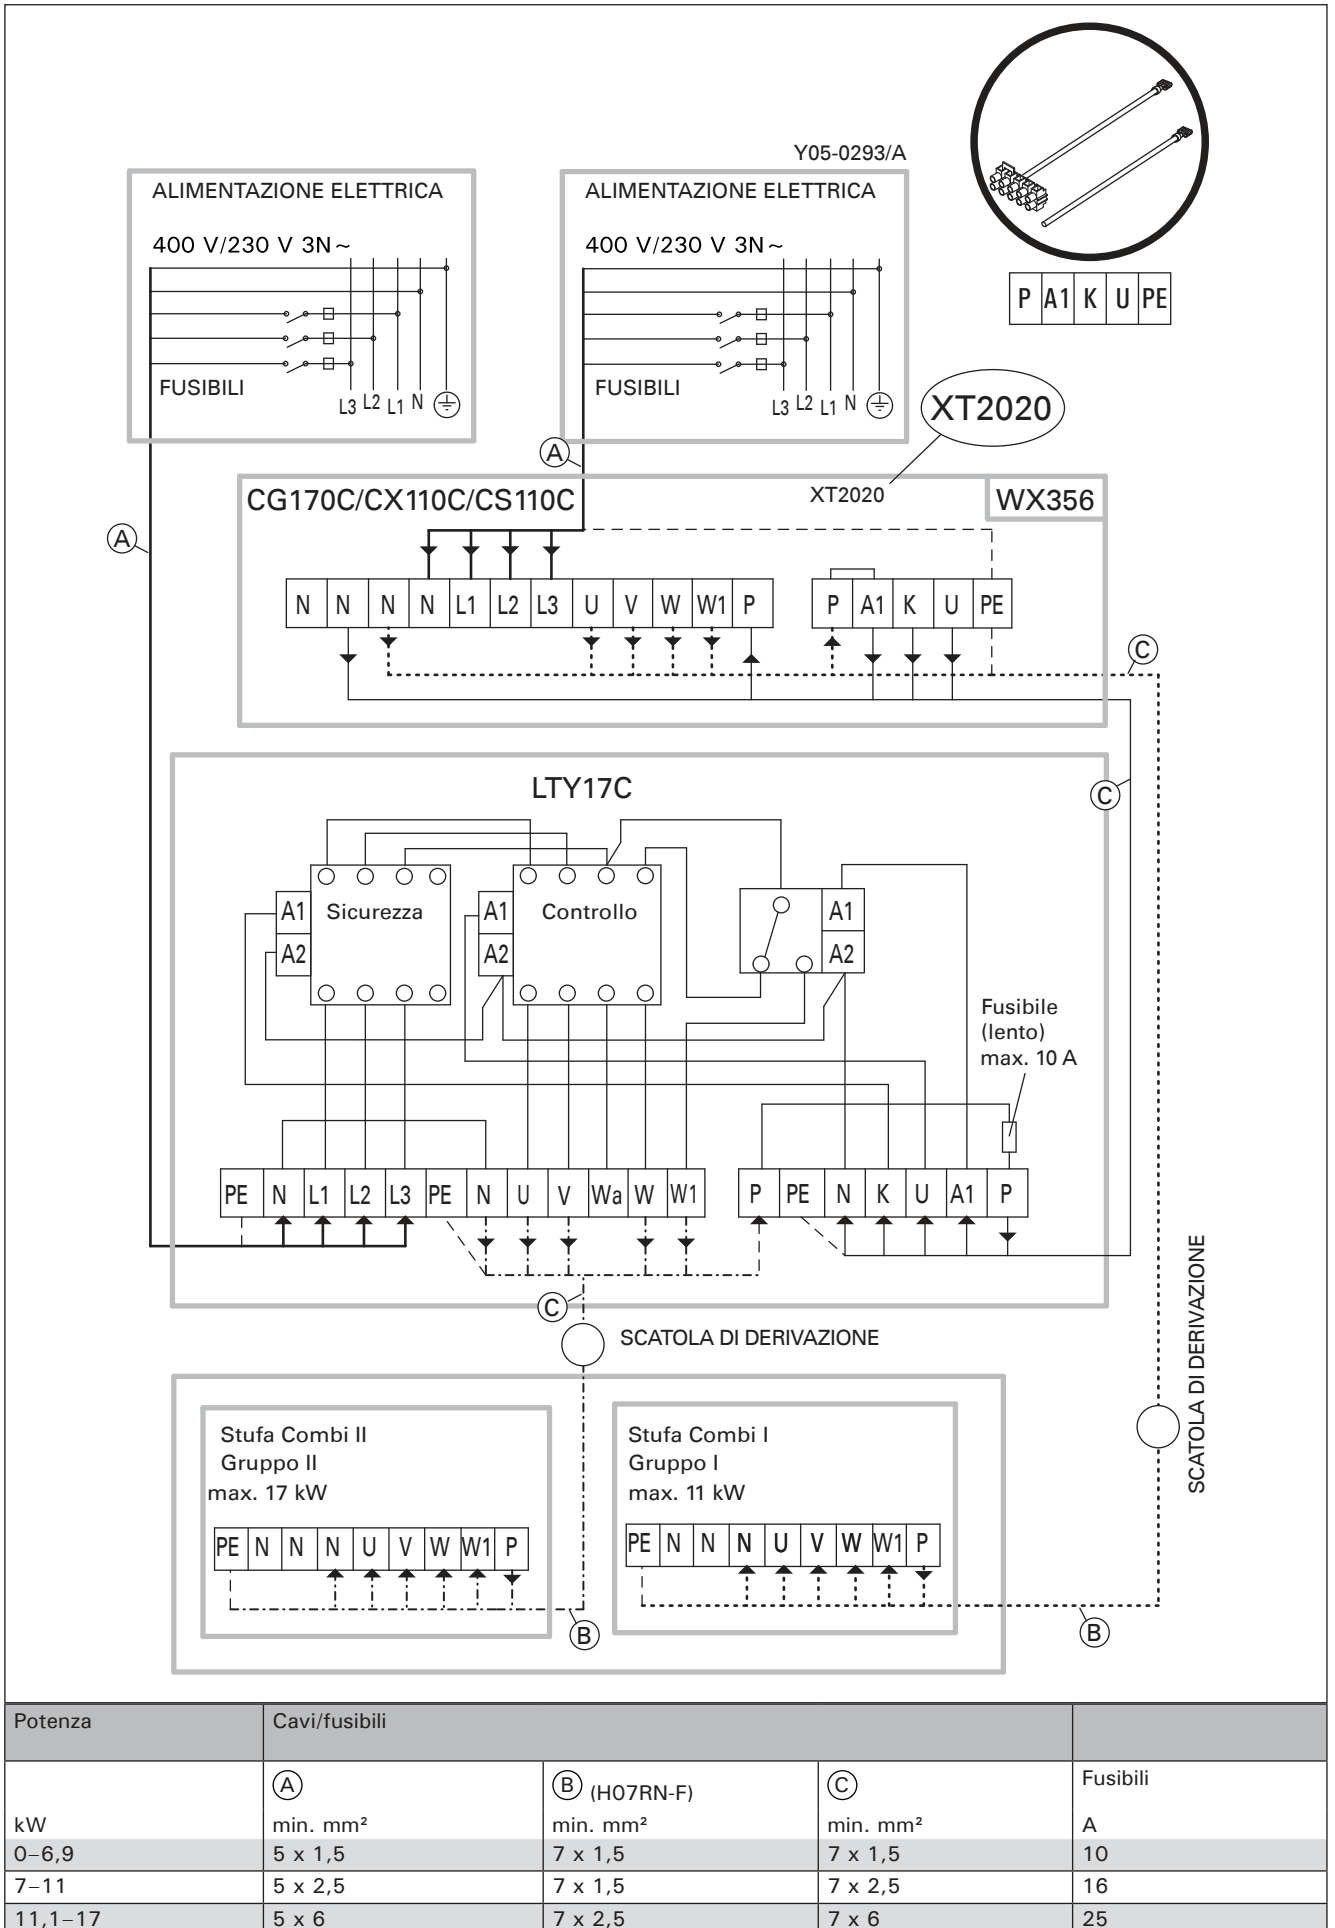 Y05-0293/A
ALIMENTAZIONE ELETTRICA
400 V/230 V 3N~
FUSIBILI
L3 L2 L1 N
ALIMENTAZIONE ELETTRICA
400 V/230 V 3N~
FUSIBILI
L3 L2 L1 N
P A1 K U PE
XT2020
A
A
CG170C/CX110C/CS110C
XT2020
WX356
N N N N L1 L2 L3 U V W W1 P
P A1 K U PE
C
LTY17C
C
A1
A2
Sicurezza
A1
A2
Controllo
A1
A2
Fusibile
(lento)
max. 10 A
PE N L1 L2 L3 PE N U V Wa W W1
P PE N K U A1 P
C
SCATOLA DI DERIVAZIONE
SCATOLA DI DERIVAZIONE
Stufa Combi II
Gruppo II
max. 17 kW
PE N N N U V W W1 P
B
Stufa Combi I
Gruppo I
max. 11 kW
PE N N N U V W W1 P
B
Potenza Cavi/fusibili
A B (H07RN-F) C Fusibili
kW min. mm² min. mm² min. mm² A
0–6,9 5 x 1,5 7 x 1,5 7 x 1,5 10
7–11 5 x 2,5 7 x 1,5 7 x 2,5 16
11,1–17 5 x 6 7 x 2,5 7 x 6 25